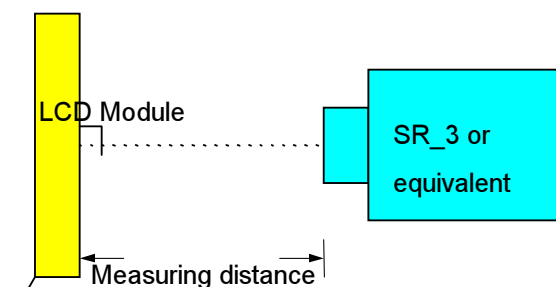 LCD Module
SR_3 or
equivalent
Measuring distance